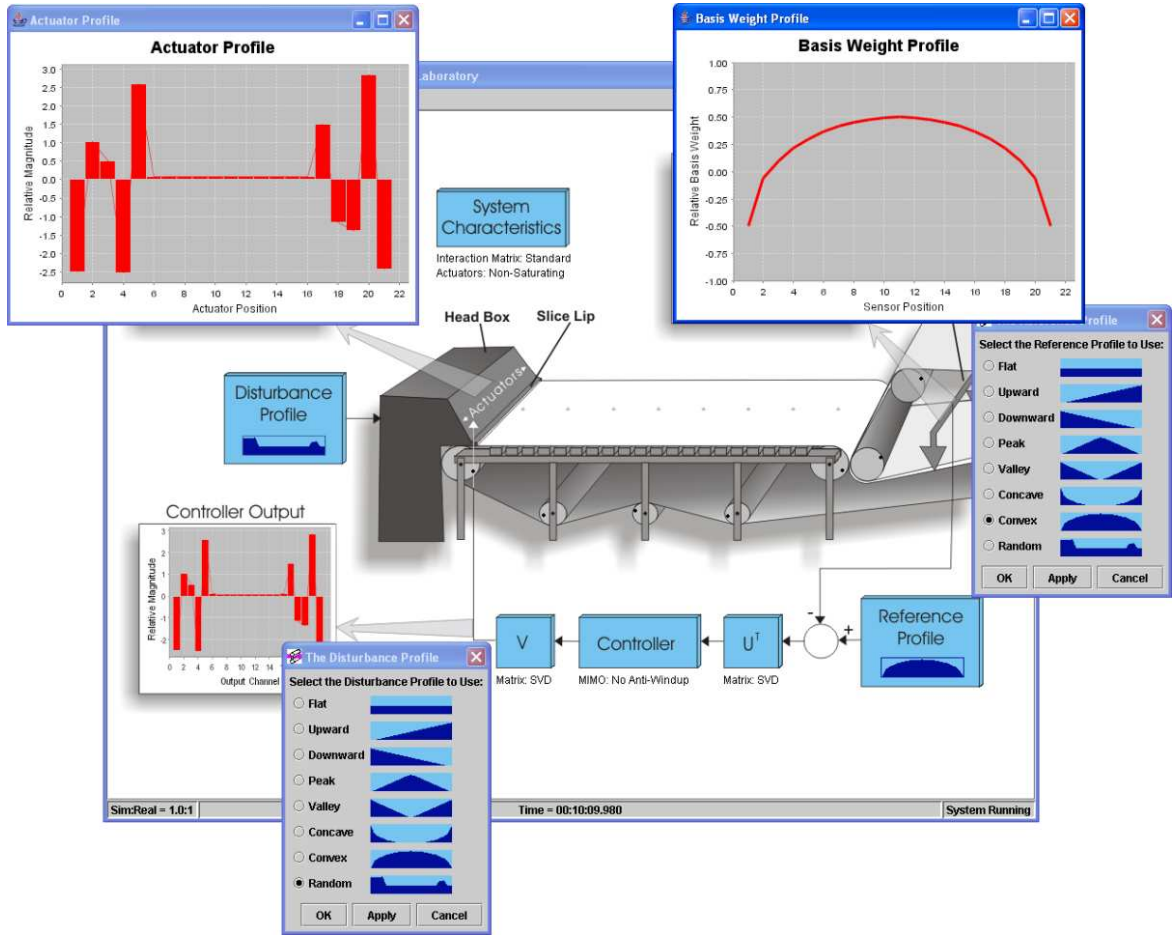 Actuator Profile
Actuator Profile
3.0
2.5
2.0
1.5
1.0
0.5
0.0
-0.5
-1.0
-1.5
-2.0
-2.5
Relative Magnitude
0 2 4 6 8 10 12 14 16 18 20 22
Actuator Position
Laboratory
Basis Weight Profile
Basis Weight Profile
1.00
0.75
0.50
0.25
0.00
-0.25
-0.50
-0.75
-1.00
Relative Basis Weight
0 2 4 6 8 10 12 14 16 18 20 22
Sensor Position
System
Characteristics
Interaction Matrix: Standard
Actuators: Non-Saturating
Head Box
Slice Lip
Actuators
Disturbance
Profile
Profile
Select the Reference Profile to Use:
Flat
Upward
Downward
Peak
Valley
Concave
Convex
Random
OK Apply Cancel
Controller Output
3
2
1
0
-1
-2
Relative Magnitude
0 2 4 6 8 10 12 14
Output Channel
V
Matrix: SVD
Controller
MIMO: No Anti-Windup
U^T
Matrix: SVD
-
+
Reference
Profile
The Disturbance Profile
Select the Disturbance Profile to Use:
Flat
Upward
Downward
Peak
Valley
Concave
Convex
Random
OK Apply Cancel
Sim:Real = 1.0:1
Time = 00:10:09.980
System Running